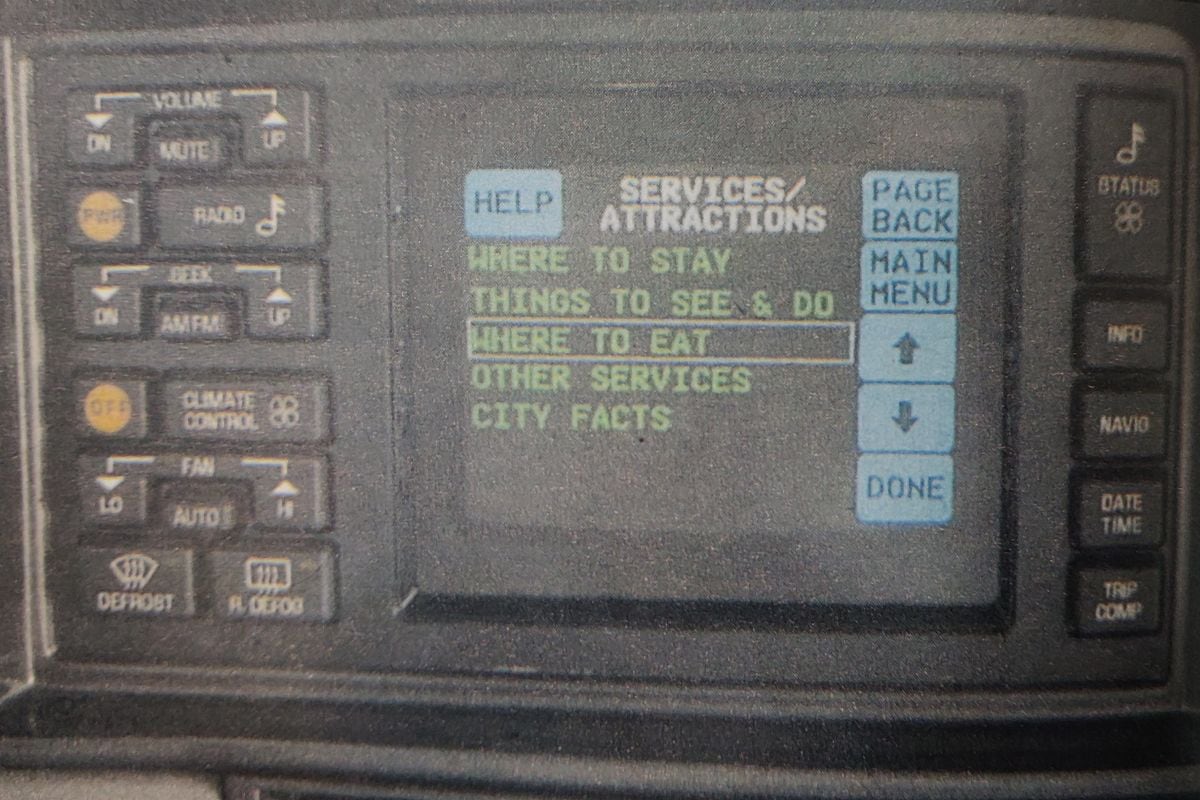 VOLUME
DN
MUTE
UP
PWR
RADIO
SEEK
DN
AM FM
UP
OFF
CLIMATE
CONTROL
FAN
LO
AUTO
HI
DEFROST
R. DEFOG
HELP
SERVICES/
ATTRACTIONS
WHERE TO STAY
THINGS TO SEE & DO
WHERE TO EAT
OTHER SERVICES
CITY FACTS
PAGE
BACK
MAIN
MENU
DONE
STATUS
INFO
NAVIG
DATE
TIME
TRIP
COMP